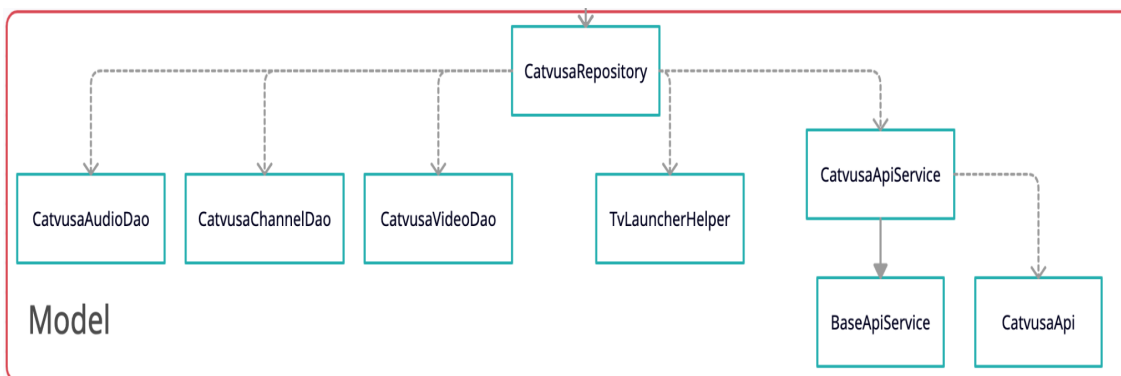 CatvusaRepository
CatvusaApiService
CatvusaAudioDao
CatvusaChannelDao
CatvusaVideoDao
TvLauncherHelper
BaseApiService
CatvusaApi
Model